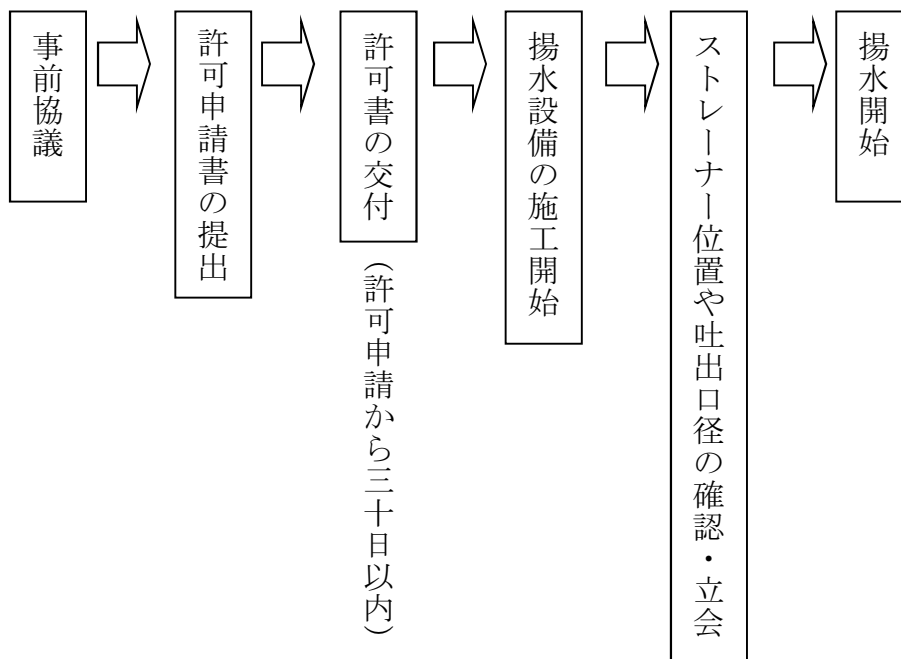 事前協議
許可申請書の提出
許可書の交付
（許可申請から三十日以内）
揚水設備の施工開始
ストレーナー位置や吐出口径の確認・立会
揚水開始